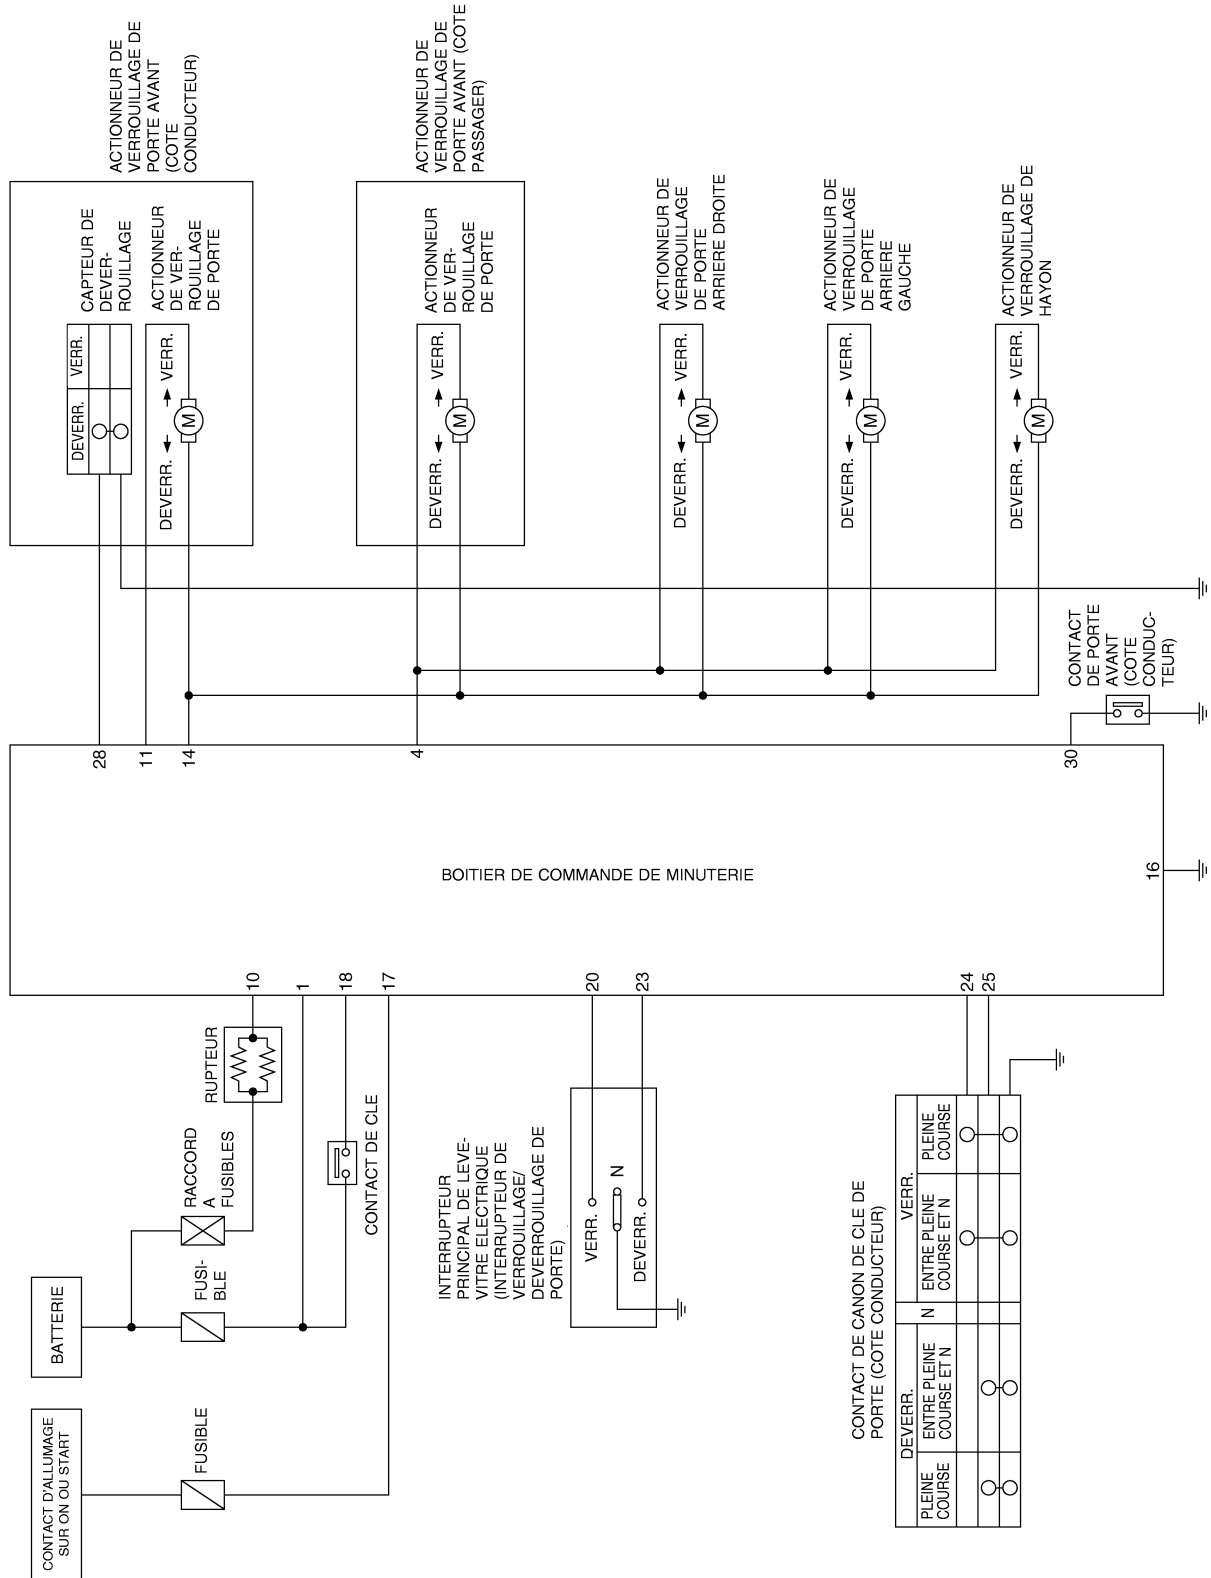 BATTERIE
CONTACT D'ALLUMAGE
SUR ON OU START
FUSIBLE
FUSI-
BLE
RACCORD
A
FUSIBLES
RUPTEUR
CONTACT DE CLE
10
1
18
17
INTERRUPTEUR
PRINCIPAL DE LEVE-
VITRE ELECTRIQUE
(INTERRUPTEUR DE
VERROUILLAGE/
DEVERROUILLAGE DE
PORTE)
VERR.
N
DEVERR.
20
23
CONTACT DE CANON DE CLE DE
PORTE (COTE CONDUCTEUR)
DEVERR.
N
VERR.
PLEINE
COURSE
ENTRE PLEINE
COURSE ET N
ENTRE PLEINE
COURSE ET N
PLEINE
COURSE
24
25
BOITIER DE COMMANDE DE MINUTERIE
16
28
11
14
4
30
CONTACT
DE PORTE
AVANT
(COTE
CONDUC-
TEUR)
DEVERR.
VERR.
CAPTEUR DE
DEVER-
ROUILLAGE
ACTIONNEUR
DE VER-
ROUILLAGE
DE PORTE
DEVERR.
VERR.
M
ACTIONNEUR DE
VERROUILLAGE DE
PORTE AVANT
(COTE
CONDUCTEUR)
ACTIONNEUR
DE VER-
ROUILLAGE
DE PORTE
DEVERR.
VERR.
M
ACTIONNEUR DE
VERROUILLAGE DE
PORTE AVANT (COTE
PASSAGER)
DEVERR.
VERR.
M
ACTIONNEUR DE
VERROUILLAGE
DE PORTE
ARRIERE DROITE
DEVERR.
VERR.
M
ACTIONNEUR DE
VERROUILLAGE
DE PORTE
ARRIERE
GAUCHE
DEVERR.
VERR.
M
ACTIONNEUR DE
VERROUILLAGE DE
HAYON